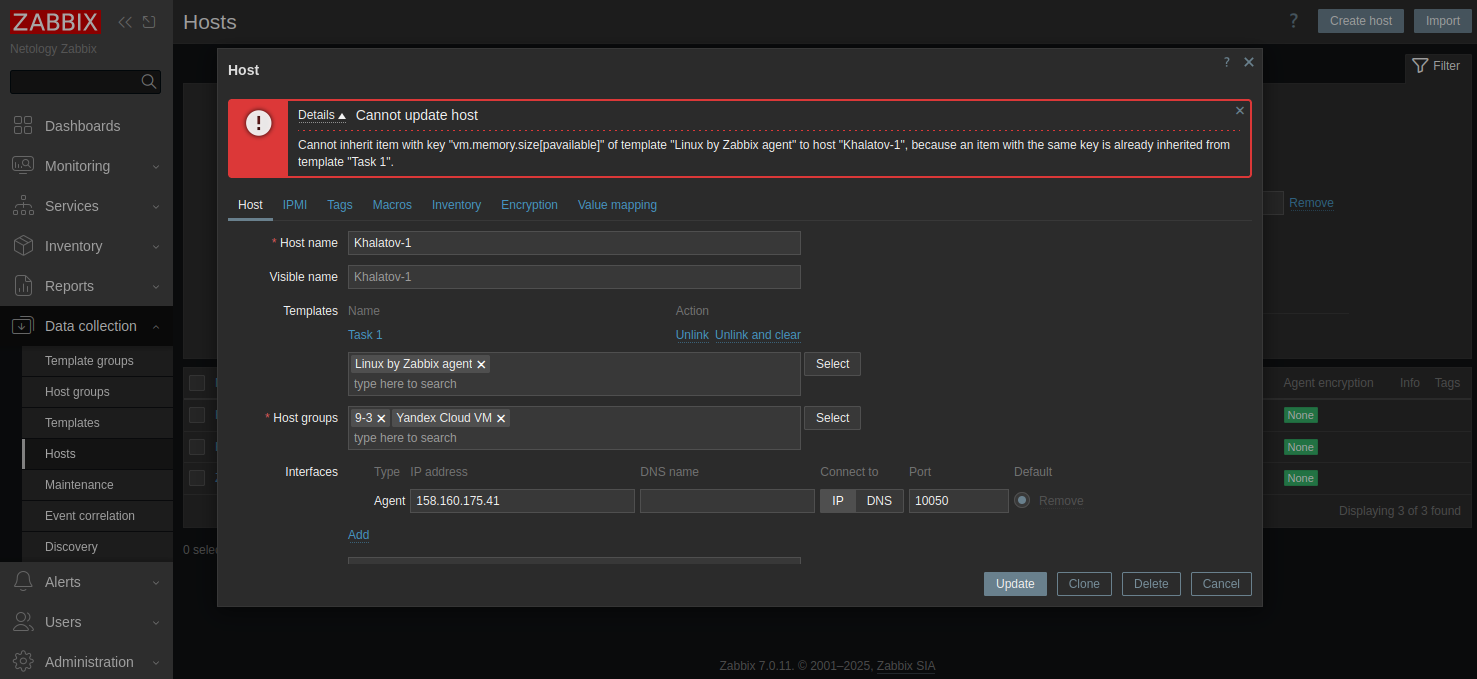 ZABBIX
Netology Zabbix
Dashboards
Monitoring
Services
Inventory
Reports
Data collection
Template groups
Host groups
Templates
Hosts
Maintenance
Event correlation
Discovery
Alerts
Users
Administration
Hosts
? Create host Import
Filter
Host
?
Details Cannot update host
Cannot inherit item with key "vm.memory.size[pavailable]" of template "Linux by Zabbix agent" to host "Khalatov-1", because an item with the same key is already inherited from
template "Task 1".
Host IPMI Tags Macros Inventory Encryption Value mapping
* Host name Khalatov-1
Visible name Khalatov-1
Templates Name Action
Task 1 Unlink Unlink and clear
Linux by Zabbix agent
type here to search
Select
* Host groups 9-3 Yandex Cloud VM
type here to search
Select
Interfaces Type IP address DNS name Connect to Port Default
Agent 158.160.175.41 IP DNS 10050 Remove
Add
Update Clone Delete Cancel
Remove
Agent encryption Info Tags
None
None
None
Displaying 3 of 3 found
0 selec
Zabbix 7.0.11. © 2001–2025, Zabbix SIA